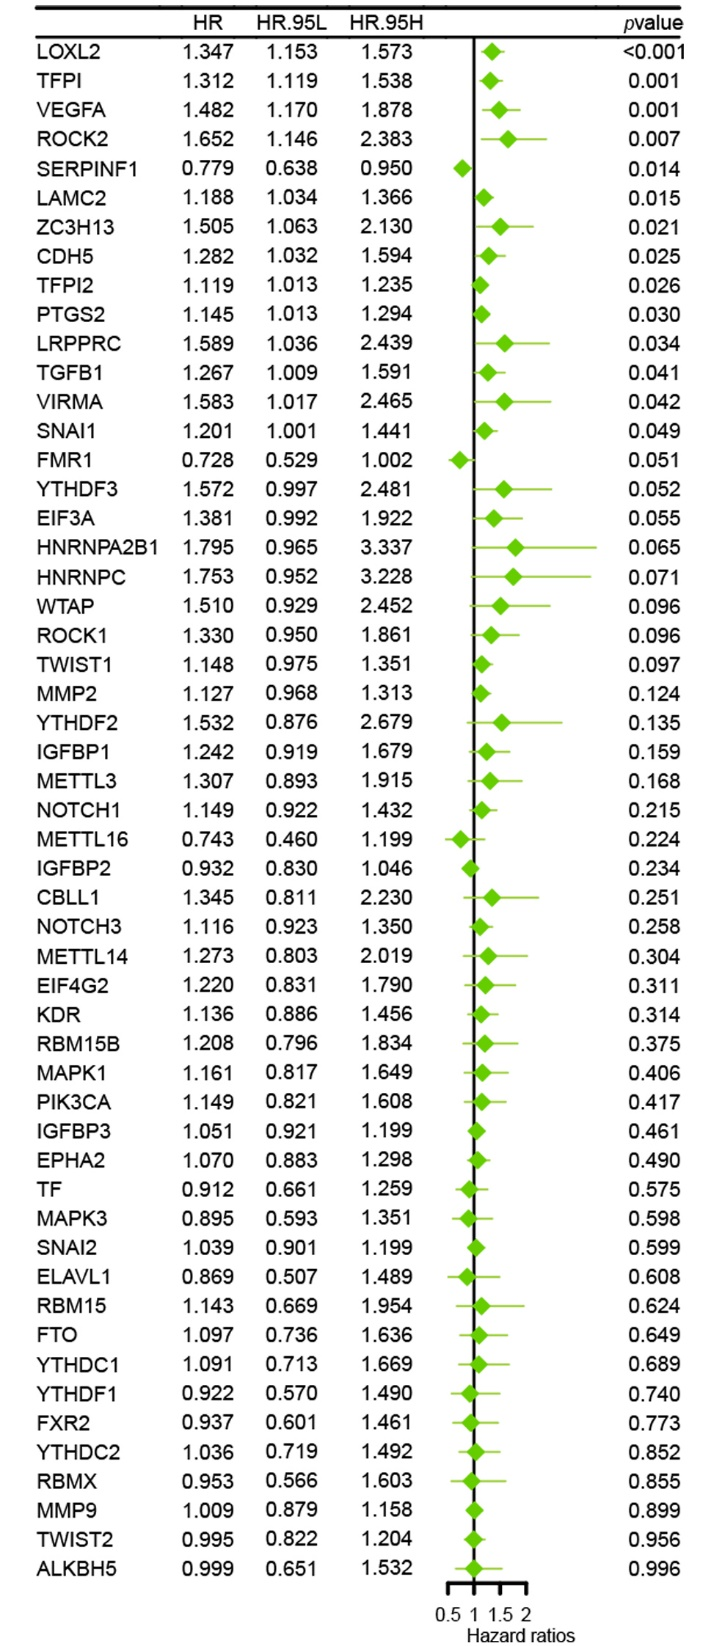 HR HR.95L HR.95H pvalue
LOXL2 1.347 1.153 1.573 <0.001
TFPI 1.312 1.119 1.538 0.001
VEGFA 1.482 1.170 1.878 0.001
ROCK2 1.652 1.146 2.383 0.007
SERPINF1 0.779 0.638 0.950 0.014
LAMC2 1.188 1.034 1.366 0.015
ZC3H13 1.505 1.063 2.130 0.021
CDH5 1.282 1.032 1.594 0.025
TFPI2 1.119 1.013 1.235 0.026
PTGS2 1.145 1.013 1.294 0.030
LRPPRC 1.589 1.036 2.439 0.034
TGFB1 1.267 1.009 1.591 0.041
VIRMA 1.583 1.017 2.465 0.042
SNAI1 1.201 1.001 1.441 0.049
FMR1 0.728 0.529 1.002 0.051
YTHDF3 1.572 0.997 2.481 0.052
EIF3A 1.381 0.992 1.922 0.055
HNRNPA2B1 1.795 0.965 3.337 0.065
HNRNPC 1.753 0.952 3.228 0.071
WTAP 1.510 0.929 2.452 0.096
ROCK1 1.330 0.950 1.861 0.096
TWIST1 1.148 0.975 1.351 0.097
MMP2 1.127 0.968 1.313 0.124
YTHDF2 1.532 0.876 2.679 0.135
IGFBP1 1.242 0.919 1.679 0.159
METTL3 1.307 0.893 1.915 0.168
NOTCH1 1.149 0.922 1.432 0.215
METTL16 0.743 0.460 1.199 0.224
IGFBP2 0.932 0.830 1.046 0.234
CBLL1 1.345 0.811 2.230 0.251
NOTCH3 1.116 0.923 1.350 0.258
METTL14 1.273 0.803 2.019 0.304
EIF4G2 1.220 0.831 1.790 0.311
KDR 1.136 0.886 1.456 0.314
RBM15B 1.208 0.796 1.834 0.375
MAPK1 1.161 0.817 1.649 0.406
PIK3CA 1.149 0.821 1.608 0.417
IGFBP3 1.051 0.921 1.199 0.461
EPHA2 1.070 0.883 1.298 0.490
TF 0.912 0.661 1.259 0.575
MAPK3 0.895 0.593 1.351 0.598
SNAI2 1.039 0.901 1.199 0.599
ELAVL1 0.869 0.507 1.489 0.608
RBM15 1.143 0.669 1.954 0.624
FTO 1.097 0.736 1.636 0.649
YTHDC1 1.091 0.713 1.669 0.689
YTHDF1 0.922 0.570 1.490 0.740
FXR2 0.937 0.601 1.461 0.773
YTHDC2 1.036 0.719 1.492 0.852
RBMX 0.953 0.566 1.603 0.855
MMP9 1.009 0.879 1.158 0.899
TWIST2 0.995 0.822 1.204 0.956
ALKBH5 0.999 0.651 1.532 0.996
0.5 1 1.5 2
Hazard ratios